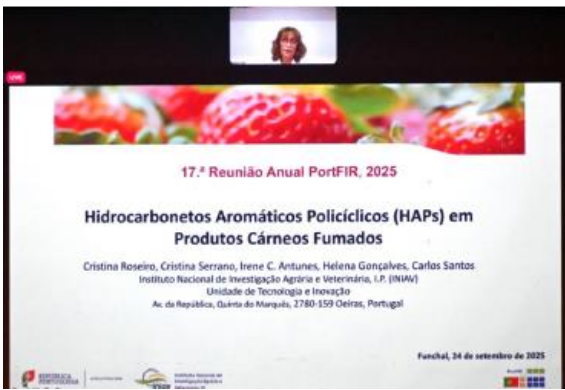 LIVE
17.ª Reunião Anual PortFIR, 2025
Hidrocarbonetos Aromáticos Policíclicos (HAPs) em
Produtos Cárneos Fumados
Cristina Roseiro, Cristina Serrano, Irene C. Antunes, Helena Gonçalves, Carlos Santos
Instituto Nacional de Investigação Agrária e Veterinária, I.P. (INIAV)
Unidade de Tecnologia e Inovação
Av. da República, Quinta do Marquês, 2780-159 Oeiras, Portugal
Funchal, 24 de setembro de 2025
REPÚBLICA
PORTUGUESA